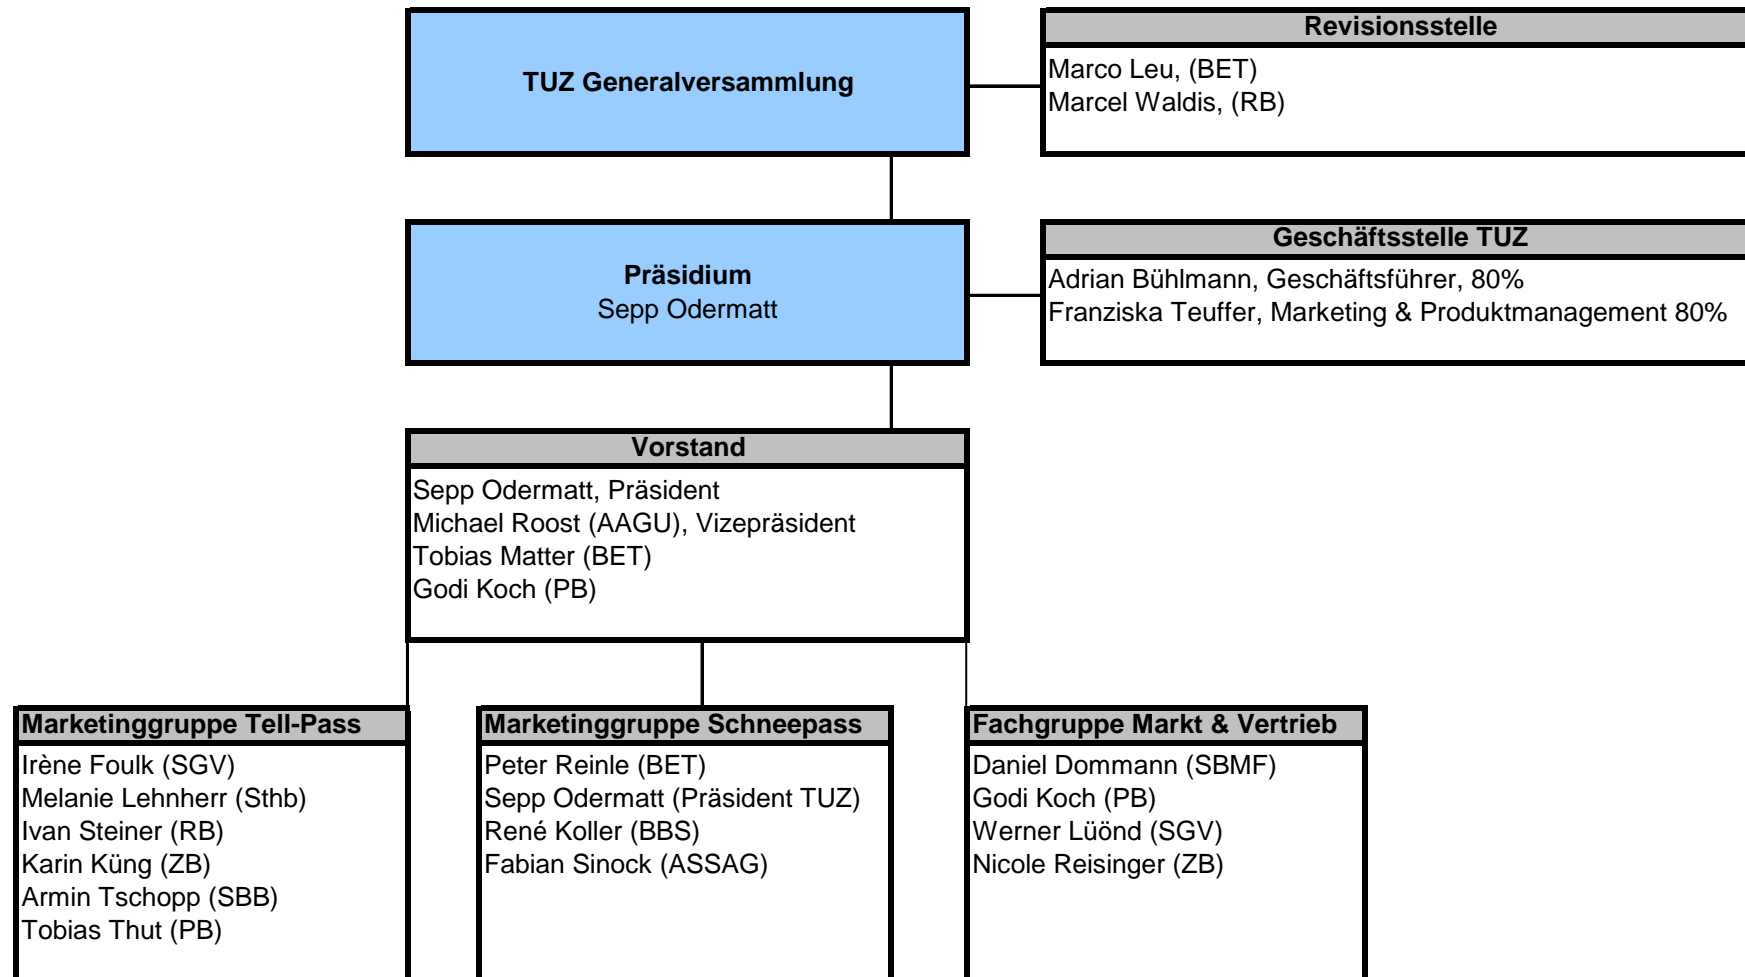 TUZ Generalversammlung
Revisionsstelle
Marco Leu, (BET)
Marcel Waldis, (RB)
Präsidium
Sepp Odermatt
Geschäftsstelle TUZ
Adrian Bühlmann, Geschäftsführer, 80%
Franziska Teuffer, Marketing & Produktmanagement 80%
Vorstand
Sepp Odermatt, Präsident
Michael Roost (AAGU), Vizepräsident
Tobias Matter (BET)
Godi Koch (PB)
Marketinggruppe Tell-Pass
Irène Foulk (SGV)
Melanie Lehnherr (Sthb)
Ivan Steiner (RB)
Karin Küng (ZB)
Armin Tschopp (SBB)
Tobias Thut (PB)
Marketinggruppe Schneepass
Peter Reinle (BET)
Sepp Odermatt (Präsident TUZ)
René Koller (BBS)
Fabian Sinock (ASSAG)
Fachgruppe Markt & Vertrieb
Daniel Dommann (SBMF)
Godi Koch (PB)
Werner Lüönd (SGV)
Nicole Reisinger (ZB)